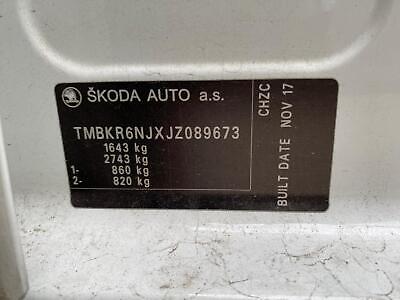 ŠKODA AUTO a.s.
TMBKR6NJXJZ089673
1643 kg
2743 kg
1- 860 kg
2- 820 kg
CHZC
BUILT DATE NOV 17